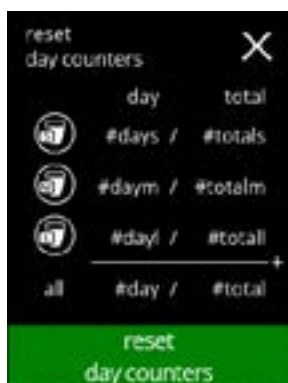 reset
day counters
day total
#days / #totals
#daym / #totalm
#dayl / #totall
+
all #day / #total
reset
day counters